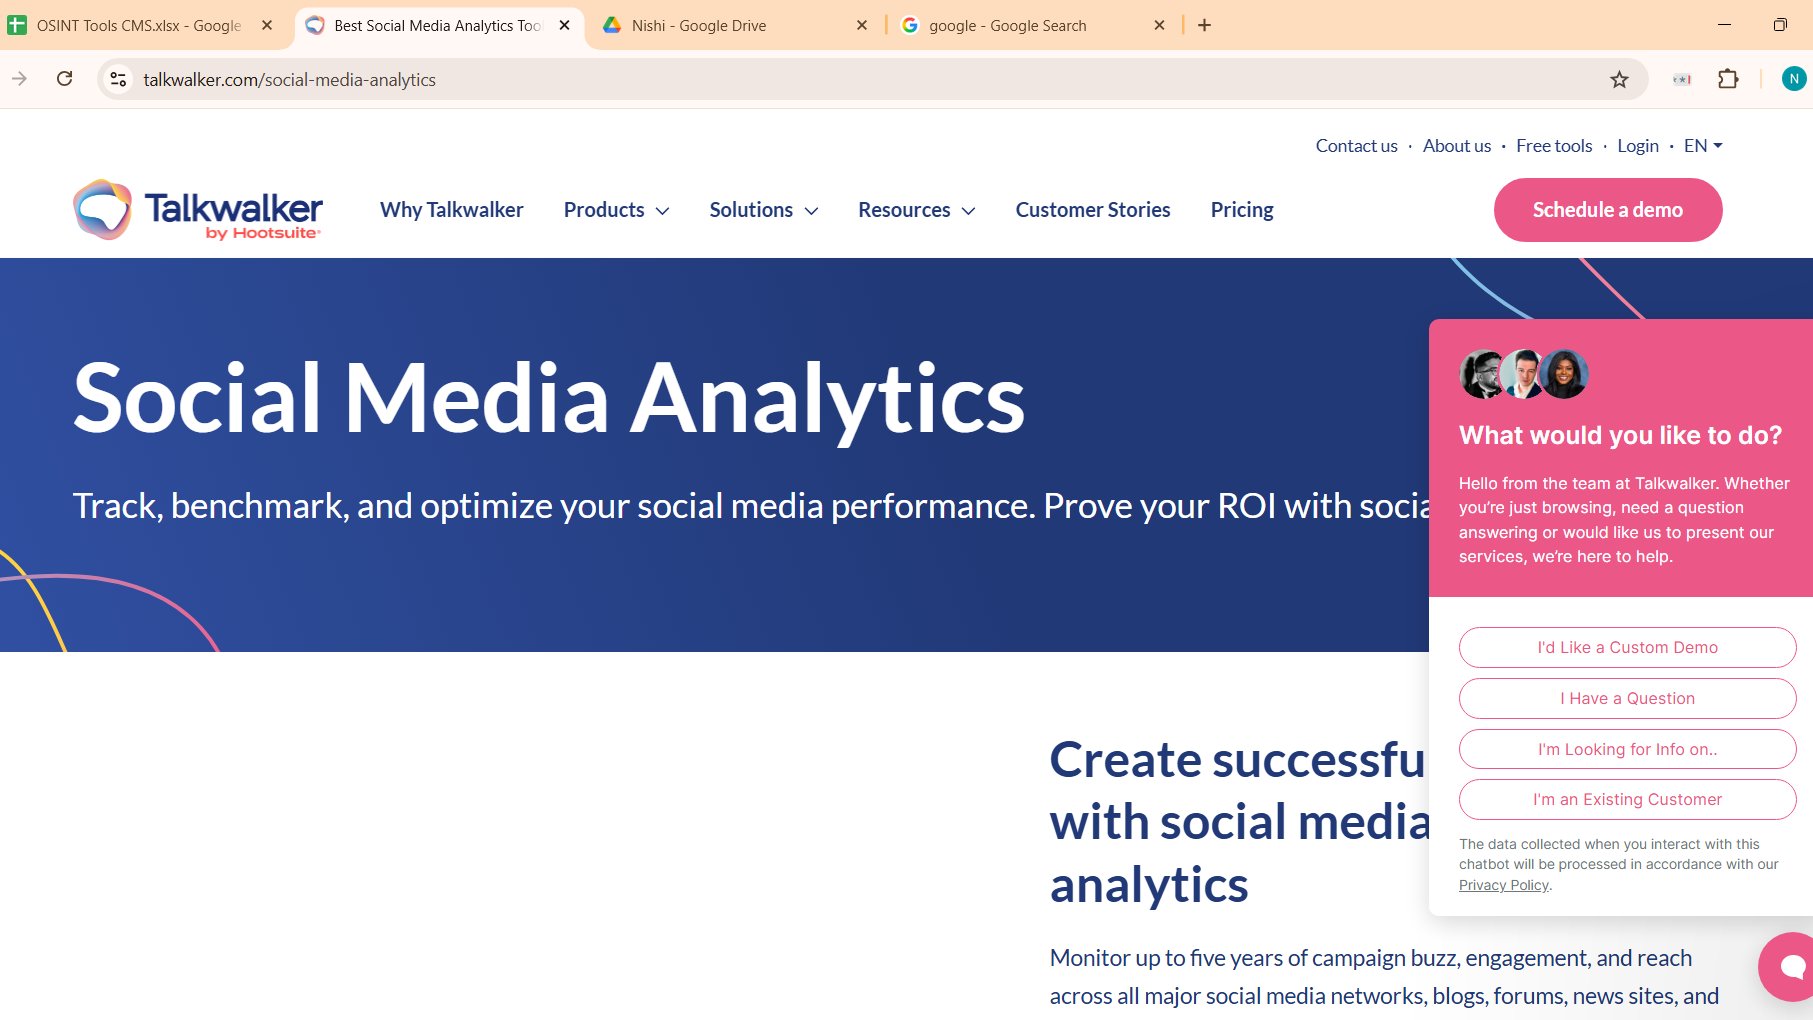 OSINT Tools CMS.xlsx - Google
Best Social Media Analytics Too
Nishi - Google Drive
google - Google Search
talkwalker.com/social-media-analytics
N
Contact us · About us · Free tools · Login · EN
Talkwalker
by Hootsuite
Why Talkwalker
Products
Solutions
Resources
Customer Stories
Pricing
Schedule a demo
Social Media Analytics
Track, benchmark, and optimize your social media performance. Prove your ROI with socia
What would you like to do?
Hello from the team at Talkwalker. Whether
you're just browsing, need a question
answering or would like us to present our
services, we're here to help.
I'd Like a Custom Demo
I Have a Question
I'm Looking for Info on..
I'm an Existing Customer
The data collected when you interact with this
chatbot will be processed in accordance with our
Privacy Policy.
Create successfu
with social media
analytics
Monitor up to five years of campaign buzz, engagement, and reach
across all major social media networks, blogs, forums, news sites, and